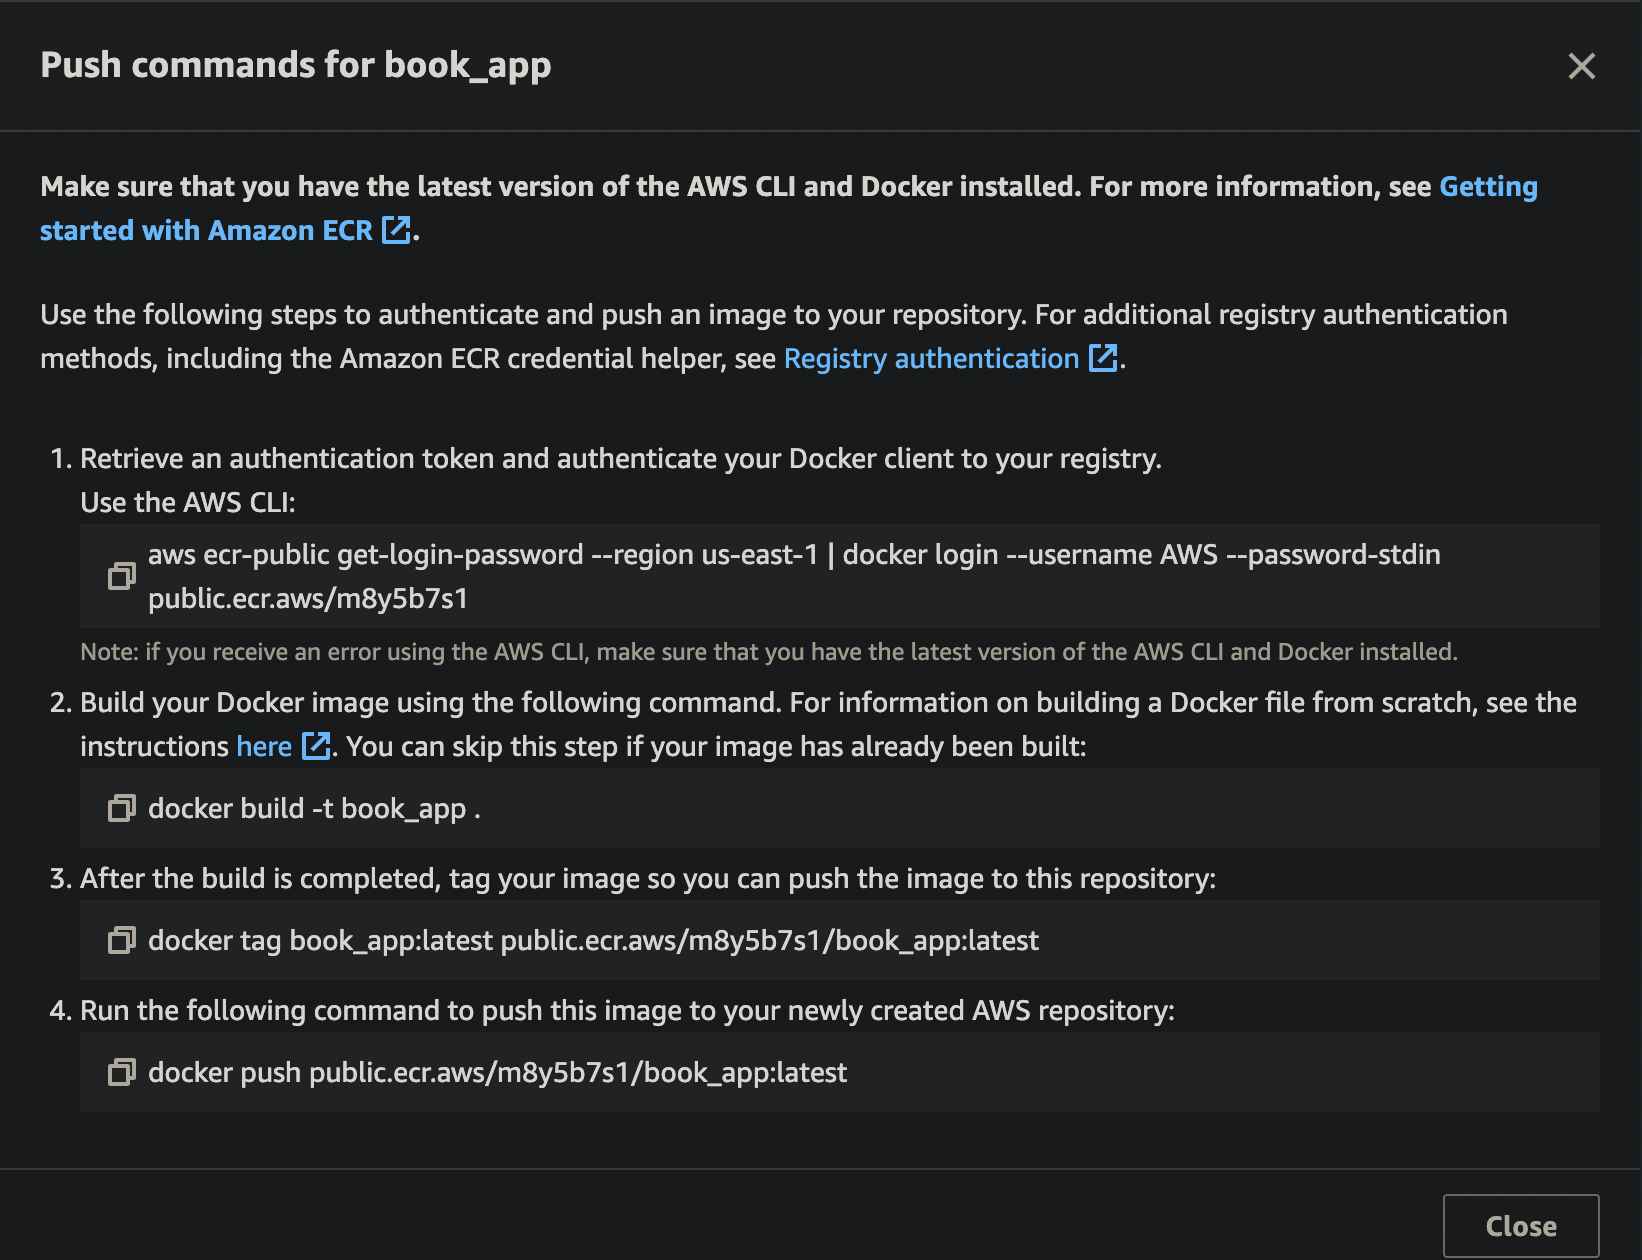 Push commands for book_app
Make sure that you have the latest version of the AWS CLI and Docker installed. For more information, see Getting
started with Amazon ECR.
Use the following steps to authenticate and push an image to your repository. For additional registry authentication
methods, including the Amazon ECR credential helper, see Registry authentication.
1. Retrieve an authentication token and authenticate your Docker client to your registry.
Use the AWS CLI:
aws ecr-public get-login-password --region us-east-1 | docker login --username AWS --password-stdin
public.ecr.aws/m8y5b7s1
Note: if you receive an error using the AWS CLI, make sure that you have the latest version of the AWS CLI and Docker installed.
2. Build your Docker image using the following command. For information on building a Docker file from scratch, see the
instructions here. You can skip this step if your image has already been built:
docker build -t book_app .
3. After the build is completed, tag your image so you can push the image to this repository:
docker tag book_app:latest public.ecr.aws/m8y5b7s1/book_app:latest
4. Run the following command to push this image to your newly created AWS repository:
docker push public.ecr.aws/m8y5b7s1/book_app:latest
Close